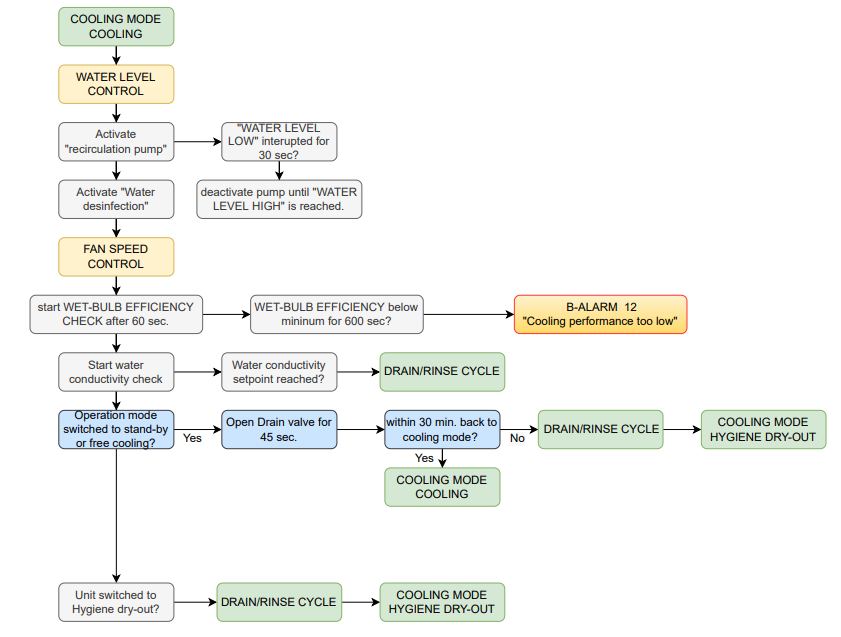 COOLING MODE
COOLING
WATER LEVEL
CONTROL
Activate
"recirculation pump"
"WATER LEVEL
LOW" interupted for
30 sec?
Activate "Water
desinfection"
deactivate pump until "WATER
LEVEL HIGH" is reached.
FAN SPEED
CONTROL
start WET-BULB EFFICIENCY
CHECK after 60 sec.
WET-BULB EFFICIENCY below
mininum for 600 sec?
B-ALARM 12
"Cooling performance too low"
Start water
conductivity check
Water conductivity
setpoint reached?
DRAIN/RINSE CYCLE
Operation mode
switched to stand-by
or free cooling?
Yes
Open Drain valve for
45 sec.
within 30 min. back to
cooling mode?
No
DRAIN/RINSE CYCLE
COOLING MODE
HYGIENE DRY-OUT
Yes
COOLING MODE
COOLING
Unit switched to
Hygiene dry-out?
DRAIN/RINSE CYCLE
COOLING MODE
HYGIENE DRY-OUT